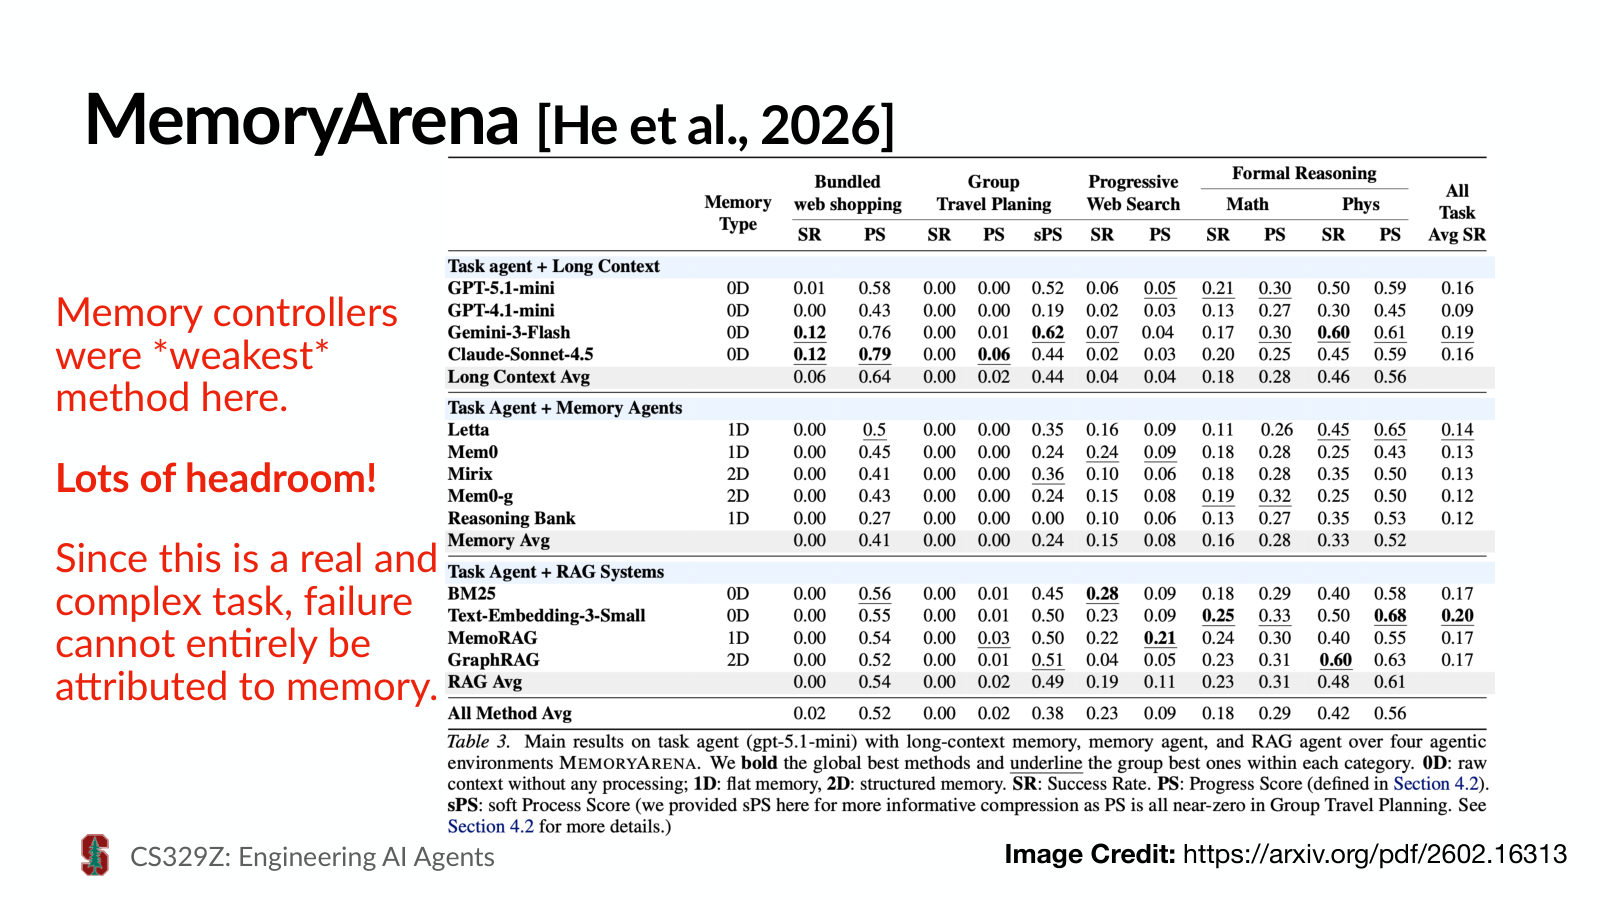 MemoryArena [He et al., 2026]
Memory controllers
were *weakest*
method here.
Lots of headroom!
Since this is a real and
complex task, failure
cannot entirely be
attributed to memory.
Memory Type | Bundled web shopping | Group Travel Planing | Progressive Web Search | Formal Reasoning | All Task Avg SR
Math | Phys
SR PS SR PS sPS SR PS SR PS SR PS
Task agent + Long Context
GPT-5.1-mini 0D 0.01 0.58 0.00 0.00 0.52 0.06 0.05 0.21 0.30 0.50 0.59 0.16
GPT-4.1-mini 0D 0.00 0.43 0.00 0.00 0.19 0.02 0.03 0.13 0.27 0.30 0.45 0.09
Gemini-3-Flash 0D 0.12 0.76 0.00 0.01 0.62 0.07 0.04 0.17 0.30 0.60 0.61 0.19
Claude-Sonnet-4.5 0D 0.12 0.79 0.00 0.06 0.44 0.02 0.03 0.20 0.25 0.45 0.59 0.16
Long Context Avg 0.06 0.64 0.00 0.02 0.44 0.04 0.04 0.18 0.28 0.46 0.56
Task Agent + Memory Agents
Letta 1D 0.00 0.5 0.00 0.00 0.35 0.16 0.09 0.11 0.26 0.45 0.65 0.14
Mem0 1D 0.00 0.45 0.00 0.00 0.24 0.24 0.09 0.18 0.28 0.25 0.43 0.13
Mirix 2D 0.00 0.41 0.00 0.00 0.36 0.10 0.06 0.18 0.28 0.35 0.50 0.13
Mem0-g 2D 0.00 0.43 0.00 0.00 0.24 0.15 0.08 0.19 0.32 0.25 0.50 0.12
Reasoning Bank 1D 0.00 0.27 0.00 0.00 0.00 0.10 0.06 0.13 0.27 0.35 0.53 0.12
Memory Avg 0.00 0.41 0.00 0.00 0.24 0.15 0.08 0.16 0.28 0.33 0.52
Task Agent + RAG Systems
BM25 0D 0.00 0.56 0.00 0.01 0.45 0.28 0.09 0.18 0.29 0.40 0.58 0.17
Text-Embedding-3-Small 0D 0.00 0.55 0.00 0.01 0.50 0.23 0.09 0.25 0.33 0.50 0.68 0.20
MemoRAG 1D 0.00 0.54 0.00 0.03 0.50 0.22 0.21 0.24 0.30 0.40 0.55 0.17
GraphRAG 2D 0.00 0.52 0.00 0.01 0.51 0.04 0.05 0.23 0.31 0.60 0.63 0.17
RAG Avg 0.00 0.54 0.00 0.02 0.49 0.19 0.11 0.23 0.31 0.48 0.61
All Method Avg 0.02 0.52 0.00 0.02 0.38 0.23 0.09 0.18 0.29 0.42 0.56
Table 3. Main results on task agent (gpt-5.1-mini) with long-context memory, memory agent, and RAG agent over four agentic
environments MEMORYARENA. We bold the global best methods and underline the group best ones within each category. 0D: raw
context without any processing; 1D: flat memory, 2D: structured memory. SR: Success Rate. PS: Progress Score (defined in Section 4.2).
sPS: soft Process Score (we provided sPS here for more informative compression as PS is all near-zero in Group Travel Planning. See
Section 4.2 for more details.)
CS329Z: Engineering AI Agents
Image Credit: https://arxiv.org/pdf/2602.16313